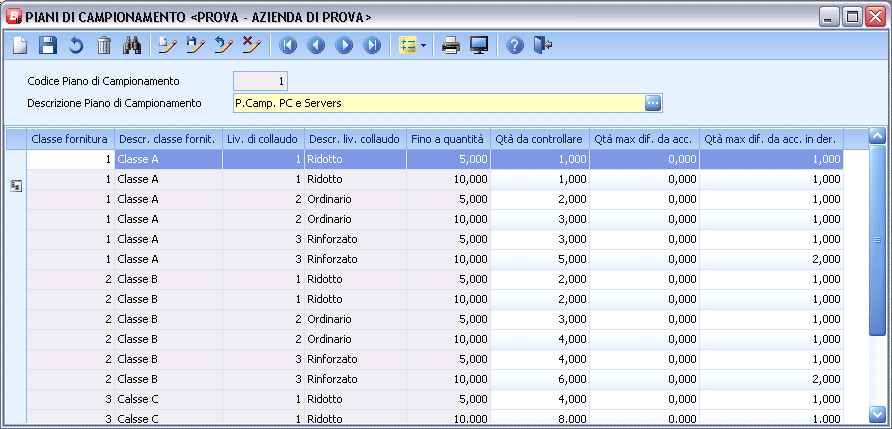 PIANI DI CAMPIONAMENTO <PROVA - AZIENDA DI PROVA>
Codice Piano di Campionamento 1
Descrizione Piano di Campionamento P.Camp. PC e Servers
Classe fornitura Descr. classe fornit. Liv. di collaudo Descr. liv. collaudo Fino a quantità Qtà da controllare Qtà max dif. da acc. Qtà max dif. da acc. in der.
1 Classe A 1 Ridotto 5,000 1,000 0,000 1,000
1 Classe A 1 Ridotto 10,000 1,000 0,000 1,000
1 Classe A 2 Ordinario 5,000 2,000 0,000 1,000
1 Classe A 2 Ordinario 10,000 3,000 0,000 1,000
1 Classe A 3 Rinforzato 5,000 3,000 0,000 1,000
1 Classe A 3 Rinforzato 10,000 5,000 0,000 2,000
2 Classe B 1 Ridotto 5,000 2,000 0,000 1,000
2 Classe B 1 Ridotto 10,000 2,000 0,000 1,000
2 Classe B 2 Ordinario 5,000 3,000 0,000 1,000
2 Classe B 2 Ordinario 10,000 4,000 0,000 1,000
2 Classe B 3 Rinforzato 5,000 4,000 0,000 1,000
2 Classe B 3 Rinforzato 10,000 6,000 0,000 2,000
3 Calsse C 1 Ridotto 5,000 4,000 0,000 1,000
3 Calsse C 1 Ridotto 10.000 8.000 0.000 1.000